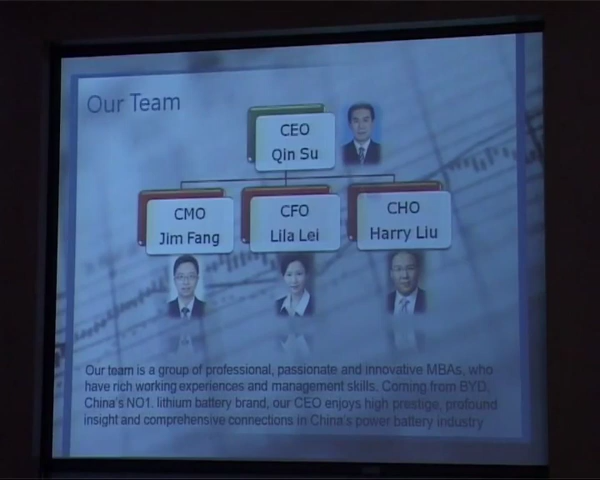 Our Team
CEO
Qin Su
CMO
Jim Fang
CFO
Lila Lei
CHO
Harry Liu
Our team is a group of professional, passionate and innovative MBAs, who
have rich working experiences and management skills. Coming from BYD,
China's NO1. lithium battery brand, our CEO enjoys high prestige, profound
insight and comprehensive connections in China's power battery industry